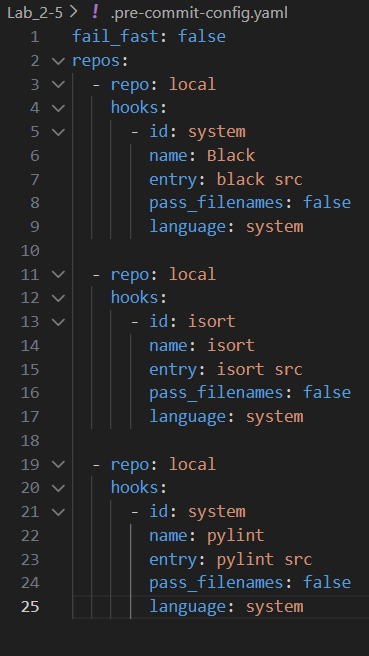 Lab_2-5 > ! .pre-commit-config.yaml
1 fail_fast: false
2 repos:
3   - repo: local
4     hooks:
5       - id: system
6         name: Black
7         entry: black src
8         pass_filenames: false
9         language: system
10
11   - repo: local
12     hooks:
13       - id: isort
14         name: isort
15         entry: isort src
16         pass_filenames: false
17         language: system
18
19   - repo: local
20     hooks:
21       - id: system
22         name: pylint
23         entry: pylint src
24         pass_filenames: false
25         language: system